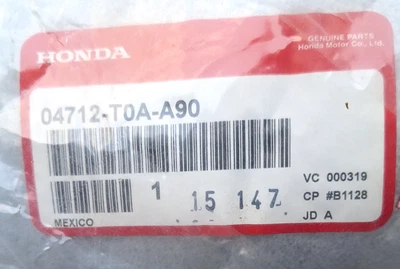 HONDA
GENUINE PARTS
Honda Motor Co., Ltd.
04712-T0A-A90
1
15 147
VC 000319
CP #B1128
JD A
MEXICO